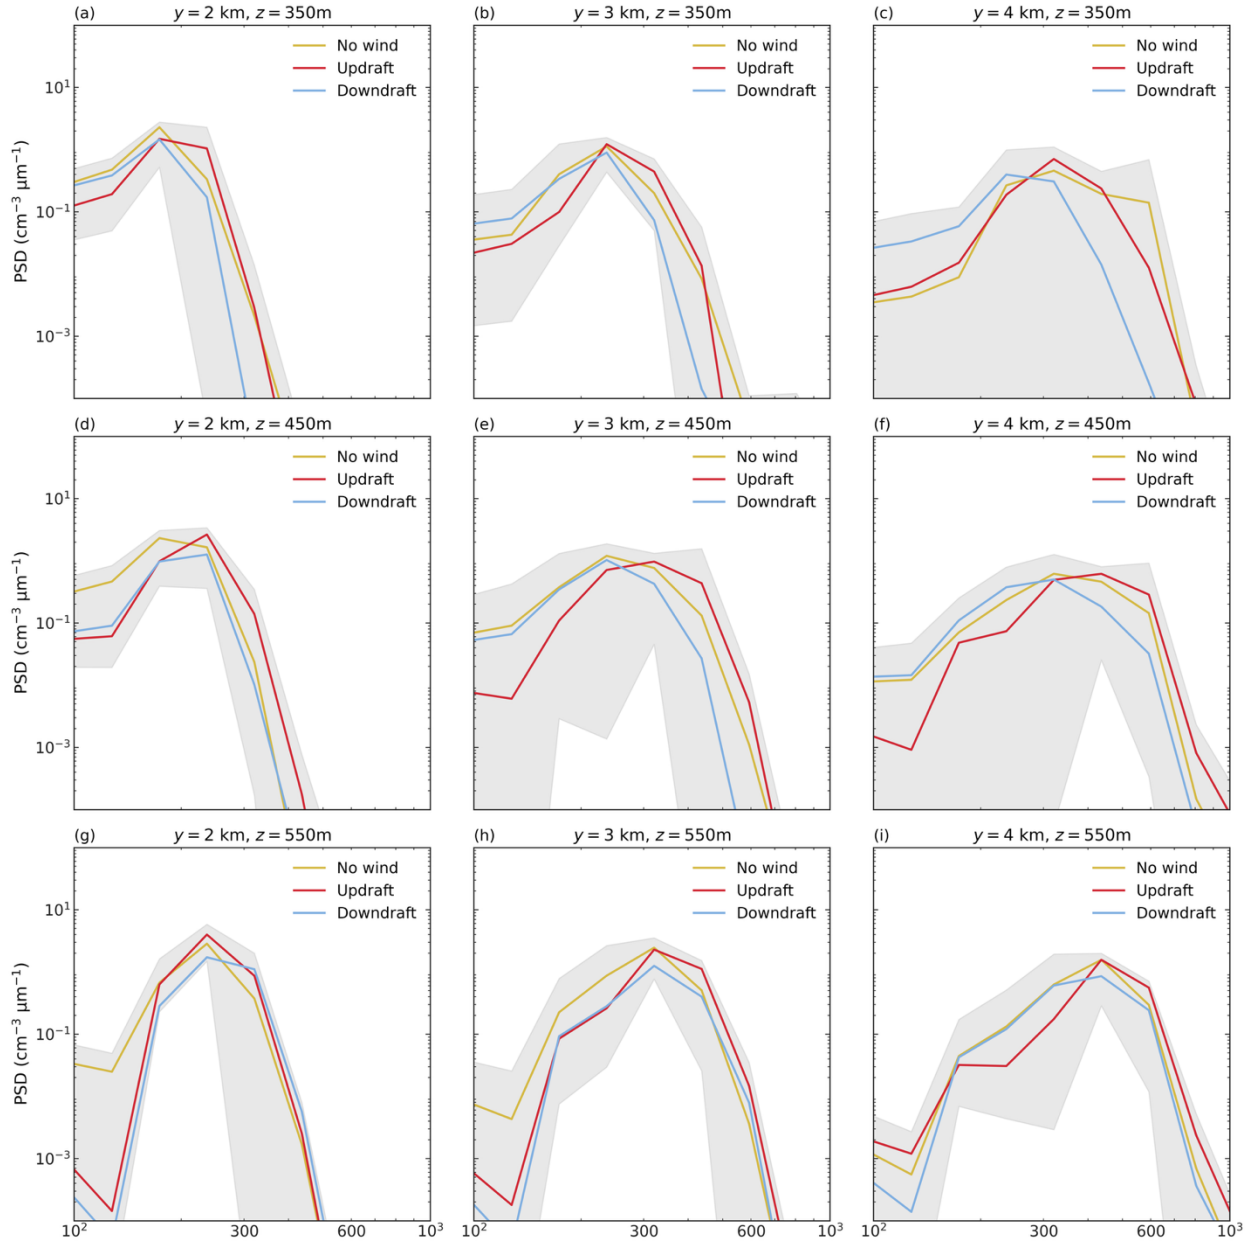 (a) y = 2 km, z = 350m
(b) y = 3 km, z = 350m
(c) y = 4 km, z = 350m
No wind
Updraft
Downdraft
No wind
Updraft
Downdraft
No wind
Updraft
Downdraft
PSD (cm⁻³ μm⁻¹)
10¹
10⁻¹
10⁻³
(d) y = 2 km, z = 450m
(e) y = 3 km, z = 450m
(f) y = 4 km, z = 450m
No wind
Updraft
Downdraft
No wind
Updraft
Downdraft
No wind
Updraft
Downdraft
PSD (cm⁻³ μm⁻¹)
10¹
10⁻¹
10⁻³
(g) y = 2 km, z = 550m
(h) y = 3 km, z = 550m
(i) y = 4 km, z = 550m
No wind
Updraft
Downdraft
No wind
Updraft
Downdraft
No wind
Updraft
Downdraft
PSD (cm⁻³ μm⁻¹)
10¹
10⁻¹
10⁻³
10² 300 600 10³
10² 300 600 10³
10² 300 600 10³